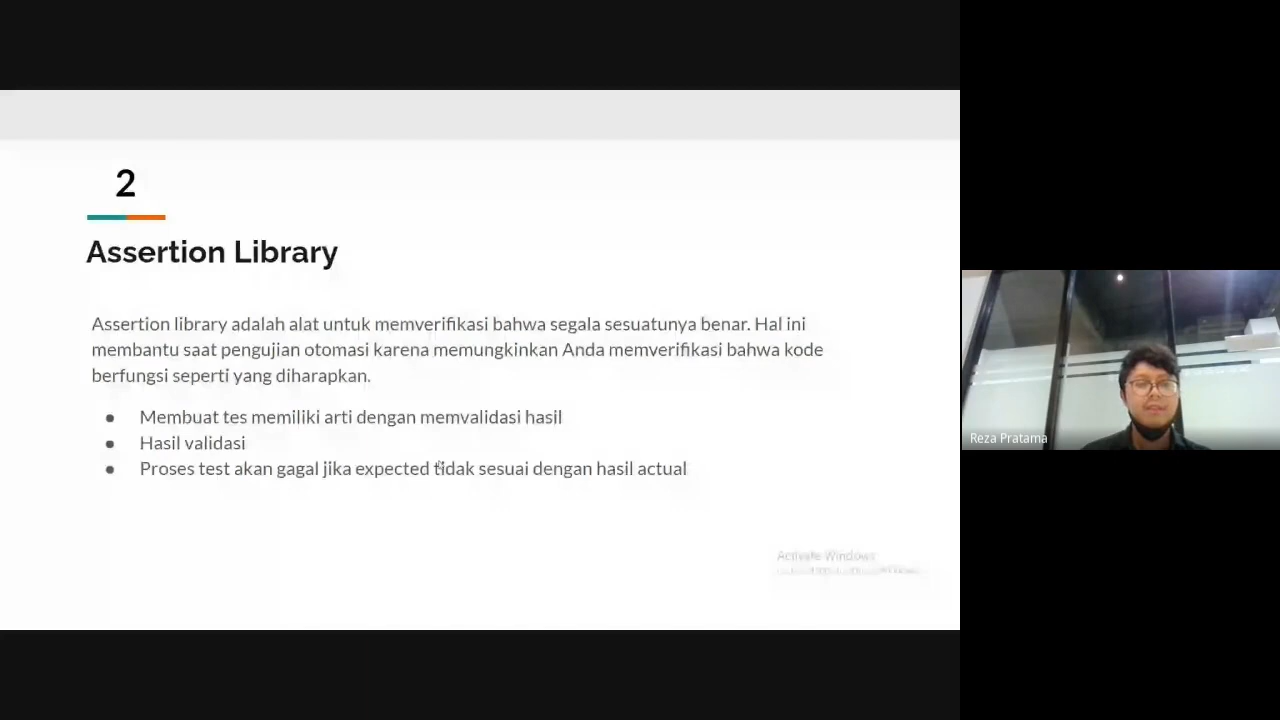 2
Assertion Library
Assertion library adalah alat untuk memverifikasi bahwa segala sesuatunya benar. Hal ini
membantu saat pengujian otomasi karena memungkinkan Anda memverifikasi bahwa kode
berfungsi seperti yang diharapkan.
● Membuat tes memiliki arti dengan memvalidasi hasil
● Hasil validasi
● Proses test akan gagal jika expected tidak sesuai dengan hasil actual
Activate Windows
Reza Pratama